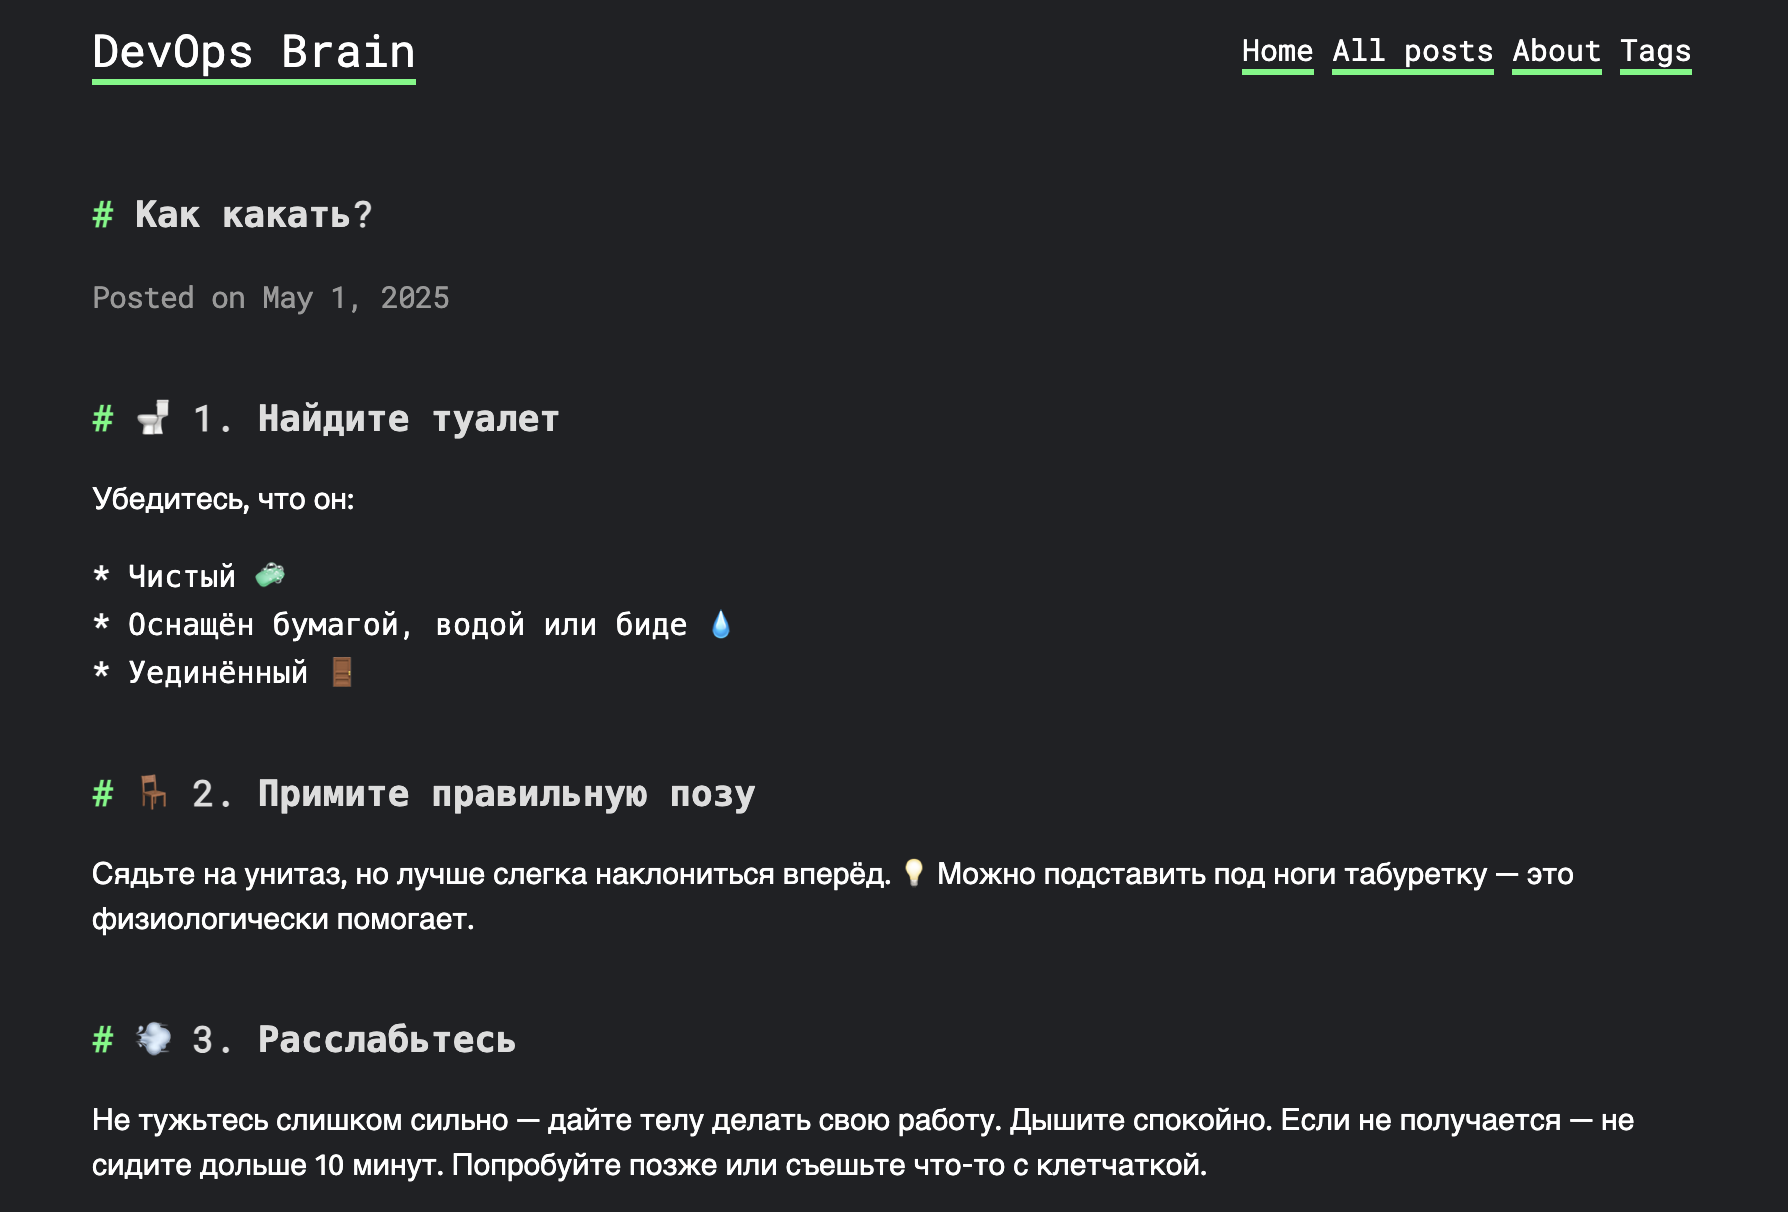 DevOps Brain
Home All posts About Tags
# Как какать?
Posted on May 1, 2025
# 🚽 1. Найдите туалет
Убедитесь, что он:
* Чистый 🧼
* Оснащён бумагой, водой или биде 💧
* Уединённый 🚪
# 🪑 2. Примите правильную позу
Сядьте на унитаз, но лучше слегка наклониться вперёд. 💡 Можно подставить под ноги табуретку — это
физиологически помогает.
# 💨 3. Расслабьтесь
Не тужьтесь слишком сильно — дайте телу делать свою работу. Дышите спокойно. Если не получается — не
сидите дольше 10 минут. Попробуйте позже или съешьте что-то с клетчаткой.